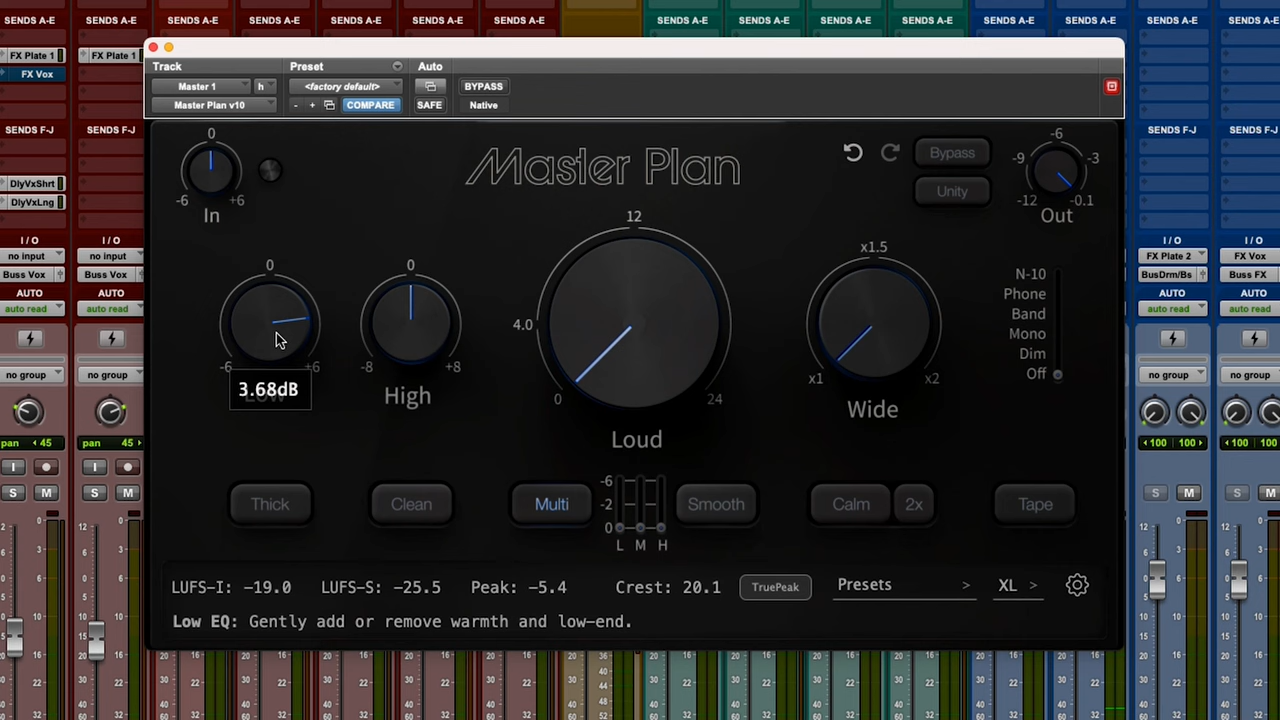 SENDS A-E SENDS A-E SENDS A-E SENDS A-E SENDS A-E SENDS A-E SENDS A-E SENDS A-E SENDS A-E SENDS A-E SENDS A-E SENDS A-E SENDS A-E SENDS A-E SENDS A-E
FX Plate 1 FX Plate 1
FX Vox
Track Preset Auto
Master 1 h <factory default> BYPASS
Master Plan v10 - + COMPARE SAFE Native
SENDS F-J SENDS F-J SENDS F-J SENDS F-J
DlyVxShrt
DlyVxLng
I/O I/O I/O I/O
no input no input FX Plate 2 FX Vox
Buss Vox Buss Vox BusDrm/Bs Buss FX
AUTO AUTO AUTO AUTO
auto read auto read auto read auto read
no group no group no group no group
pan ◂ 45 pan 45 ▸ ◂ 100 100 ▸ ◂ 100 100 ▸
I I
S M S M S M S M
Master Plan
0
-6 +6
In
Bypass
Unity
-6
-9 -3
-12 -0.1
Out
0
-6 +6
3.68dB
0
-8 +8
High
12
4.0
0 24
Loud
x1.5
x1 x2
Wide
N-10
Phone
Band
Mono
Dim
Off
Thick Clean Multi
-6
-2
0
L M H
Smooth Calm 2x Tape
LUFS-I: -19.0 LUFS-S: -25.5 Peak: -5.4 Crest: 20.1 TruePeak Presets > XL >
Low EQ: Gently add or remove warmth and low-end.